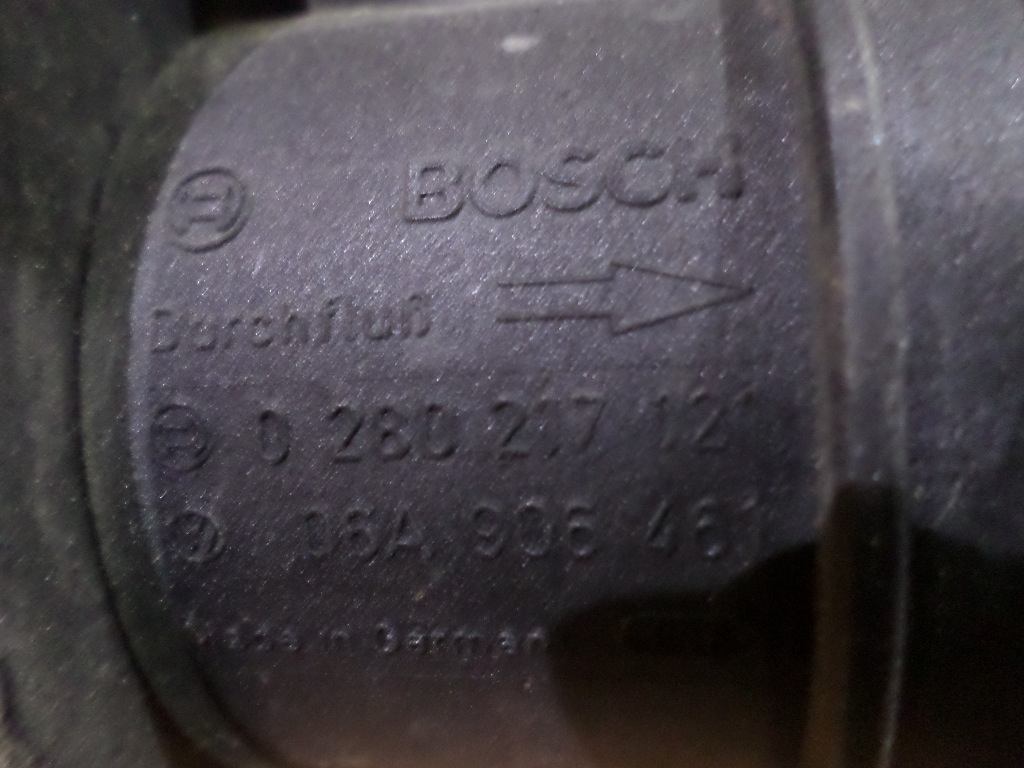 BOSCH
Durchfluß
0 280 217 121
06A 906 461
Made in Germany